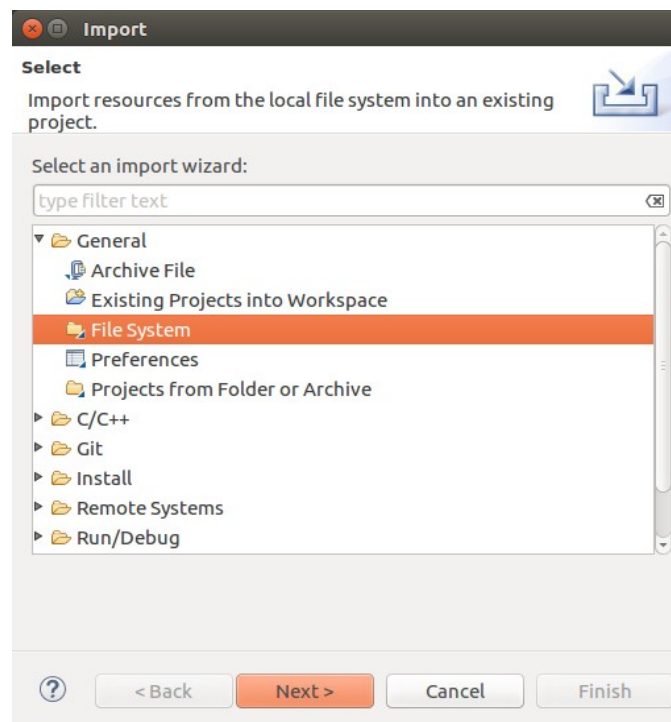 Import
Select
Import resources from the local file system into an existing
project.
Select an import wizard:
type filter text
General
Archive File
Existing Projects into Workspace
File System
Preferences
Projects from Folder or Archive
C/C++
Git
Install
Remote Systems
Run/Debug
? < Back Next > Cancel Finish